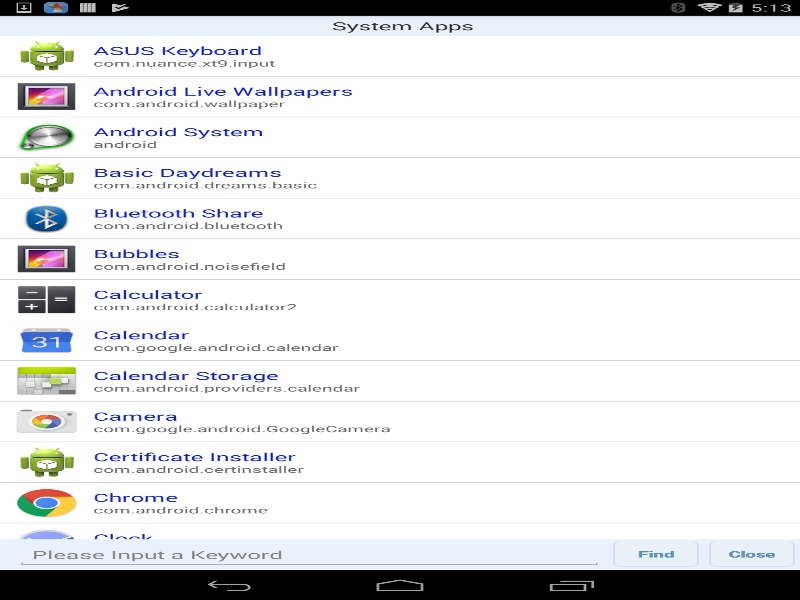 5:13
System Apps
ASUS Keyboard
com.nuance.xt9.input
Android Live Wallpapers
com.android.wallpaper
Android System
android
Basic Daydreams
com.android.dreams.basic
Bluetooth Share
com.android.bluetooth
Bubbles
com.android.noisefield
Calculator
com.android.calculator2
Calendar
com.google.android.calendar
31
Calendar Storage
com.android.providers.calendar
Camera
com.google.android.GoogleCamera
Certificate Installer
com.android.certinstaller
Chrome
com.android.chrome
Clock
Please Input a Keyword
Find
Close